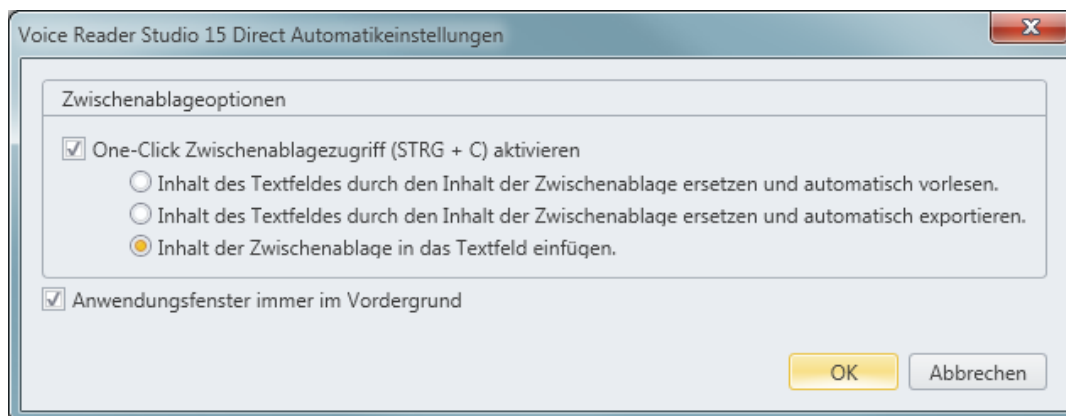 Voice Reader Studio 15 Direct Automatikeinstellungen
Zwischenablageoptionen
One-Click Zwischenablagezugriff (STRG + C) aktivieren
Inhalt des Textfeldes durch den Inhalt der Zwischenablage ersetzen und automatisch vorlesen.
Inhalt des Textfeldes durch den Inhalt der Zwischenablage ersetzen und automatisch exportieren.
Inhalt der Zwischenablage in das Textfeld einfügen.
Anwendungsfenster immer im Vordergrund
OK Abbrechen